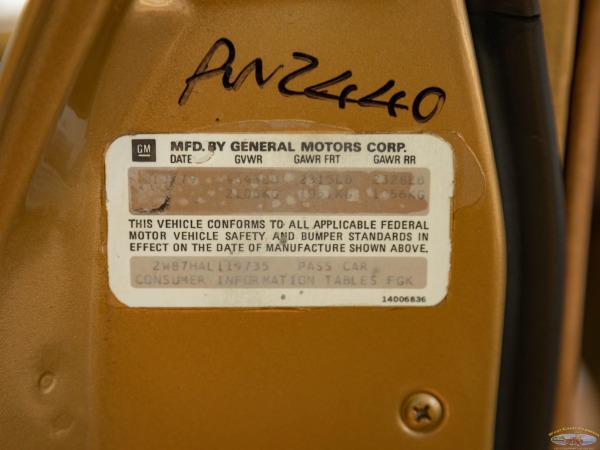 PW2440
GM
MFD. BY GENERAL MOTORS CORP.
DATE GVWR GAWR FRT GAWR RR
2315LB
THIS VEHICLE CONFORMS TO ALL APPLICABLE FEDERAL
MOTOR VEHICLE SAFETY AND BUMPER STANDARDS IN
EFFECT ON THE DATE OF MANUFACTURE SHOWN ABOVE.
PASS CAR
CONSUMER INFORMATION TABLES FGK
14006836